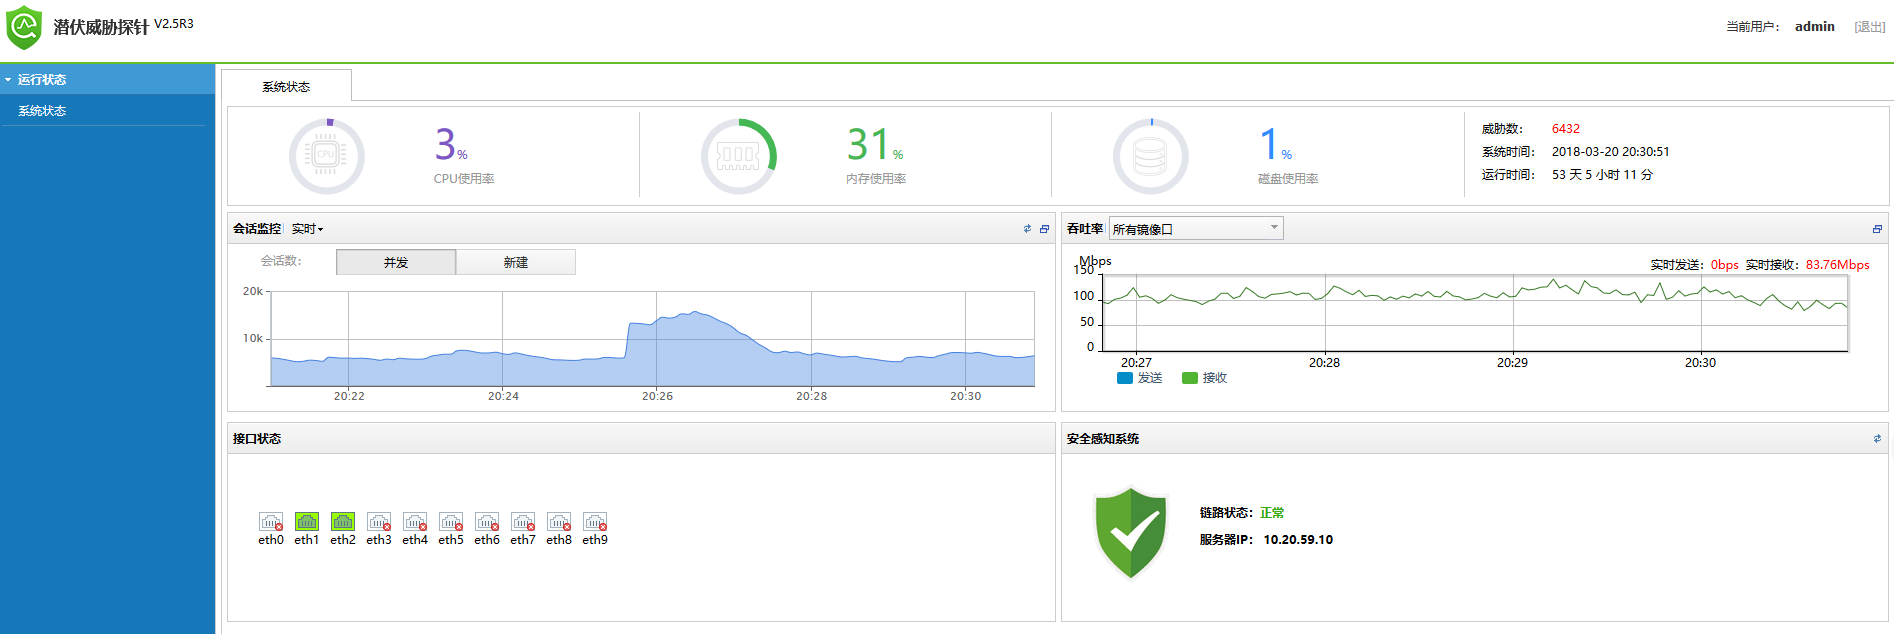 潜伏威胁探针 V2.5R3
当前用户： admin [退出]
运行状态
系统状态
系统状态
CPU
3%
CPU使用率
31%
内存使用率
1%
磁盘使用率
威胁数： 6432
系统时间： 2018-03-20 20:30:51
运行时间： 53 天 5 小时 11 分
会话监控 实时
会话数： 并发 新建
20k
10k
20:22 20:24 20:26 20:28 20:30
吞吐率 所有镜像口
Mbps
实时发送：0bps 实时接收：83.76Mbps
150
100
50
0
20:27 20:28 20:29 20:30
发送 接收
接口状态
eth0 eth1 eth2 eth3 eth4 eth5 eth6 eth7 eth8 eth9
安全感知系统
链路状态：正常
服务器IP： 10.20.59.10